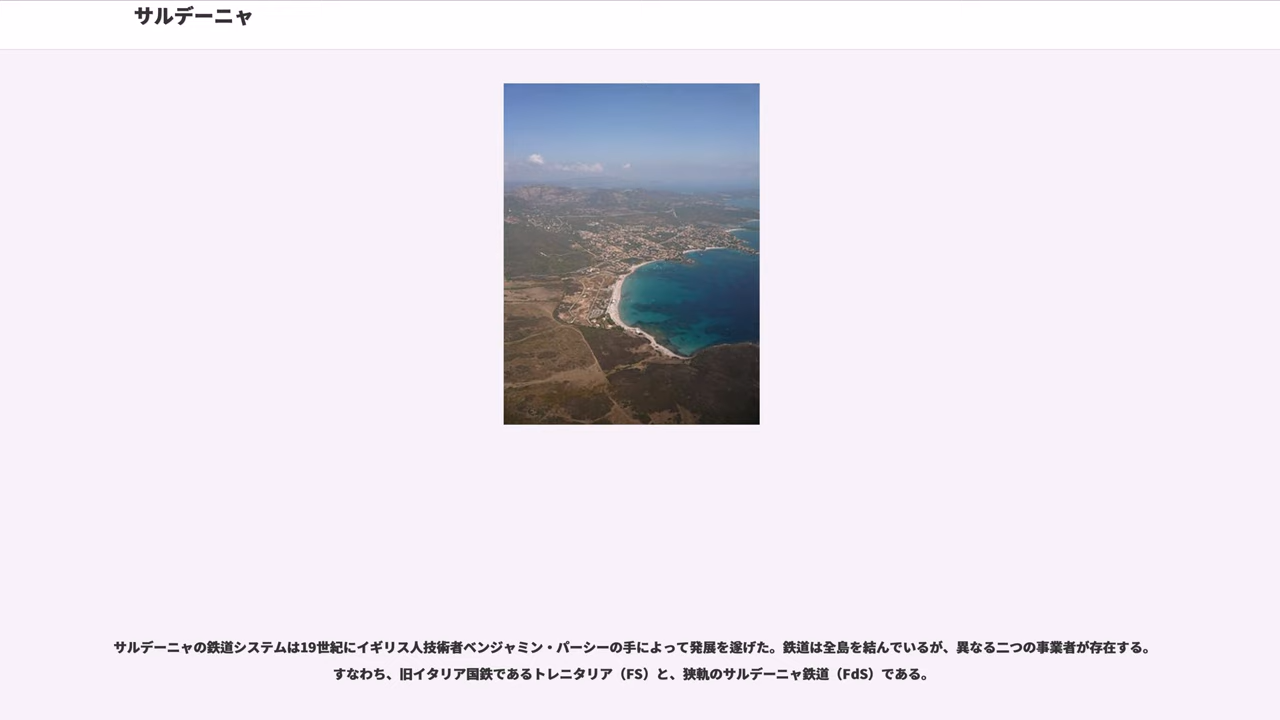 サルデーニャ
サルデーニャの鉄道システムは19世紀にイギリス人技術者ベンジャミン・パーシーの手によって発展を遂げた。鉄道は全島を結んでいるが、異なる二つの事業者が存在する。
すなわち、旧イタリア国鉄であるトレニタリア（FS）と、狭軌のサルデーニャ鉄道（FdS）である。